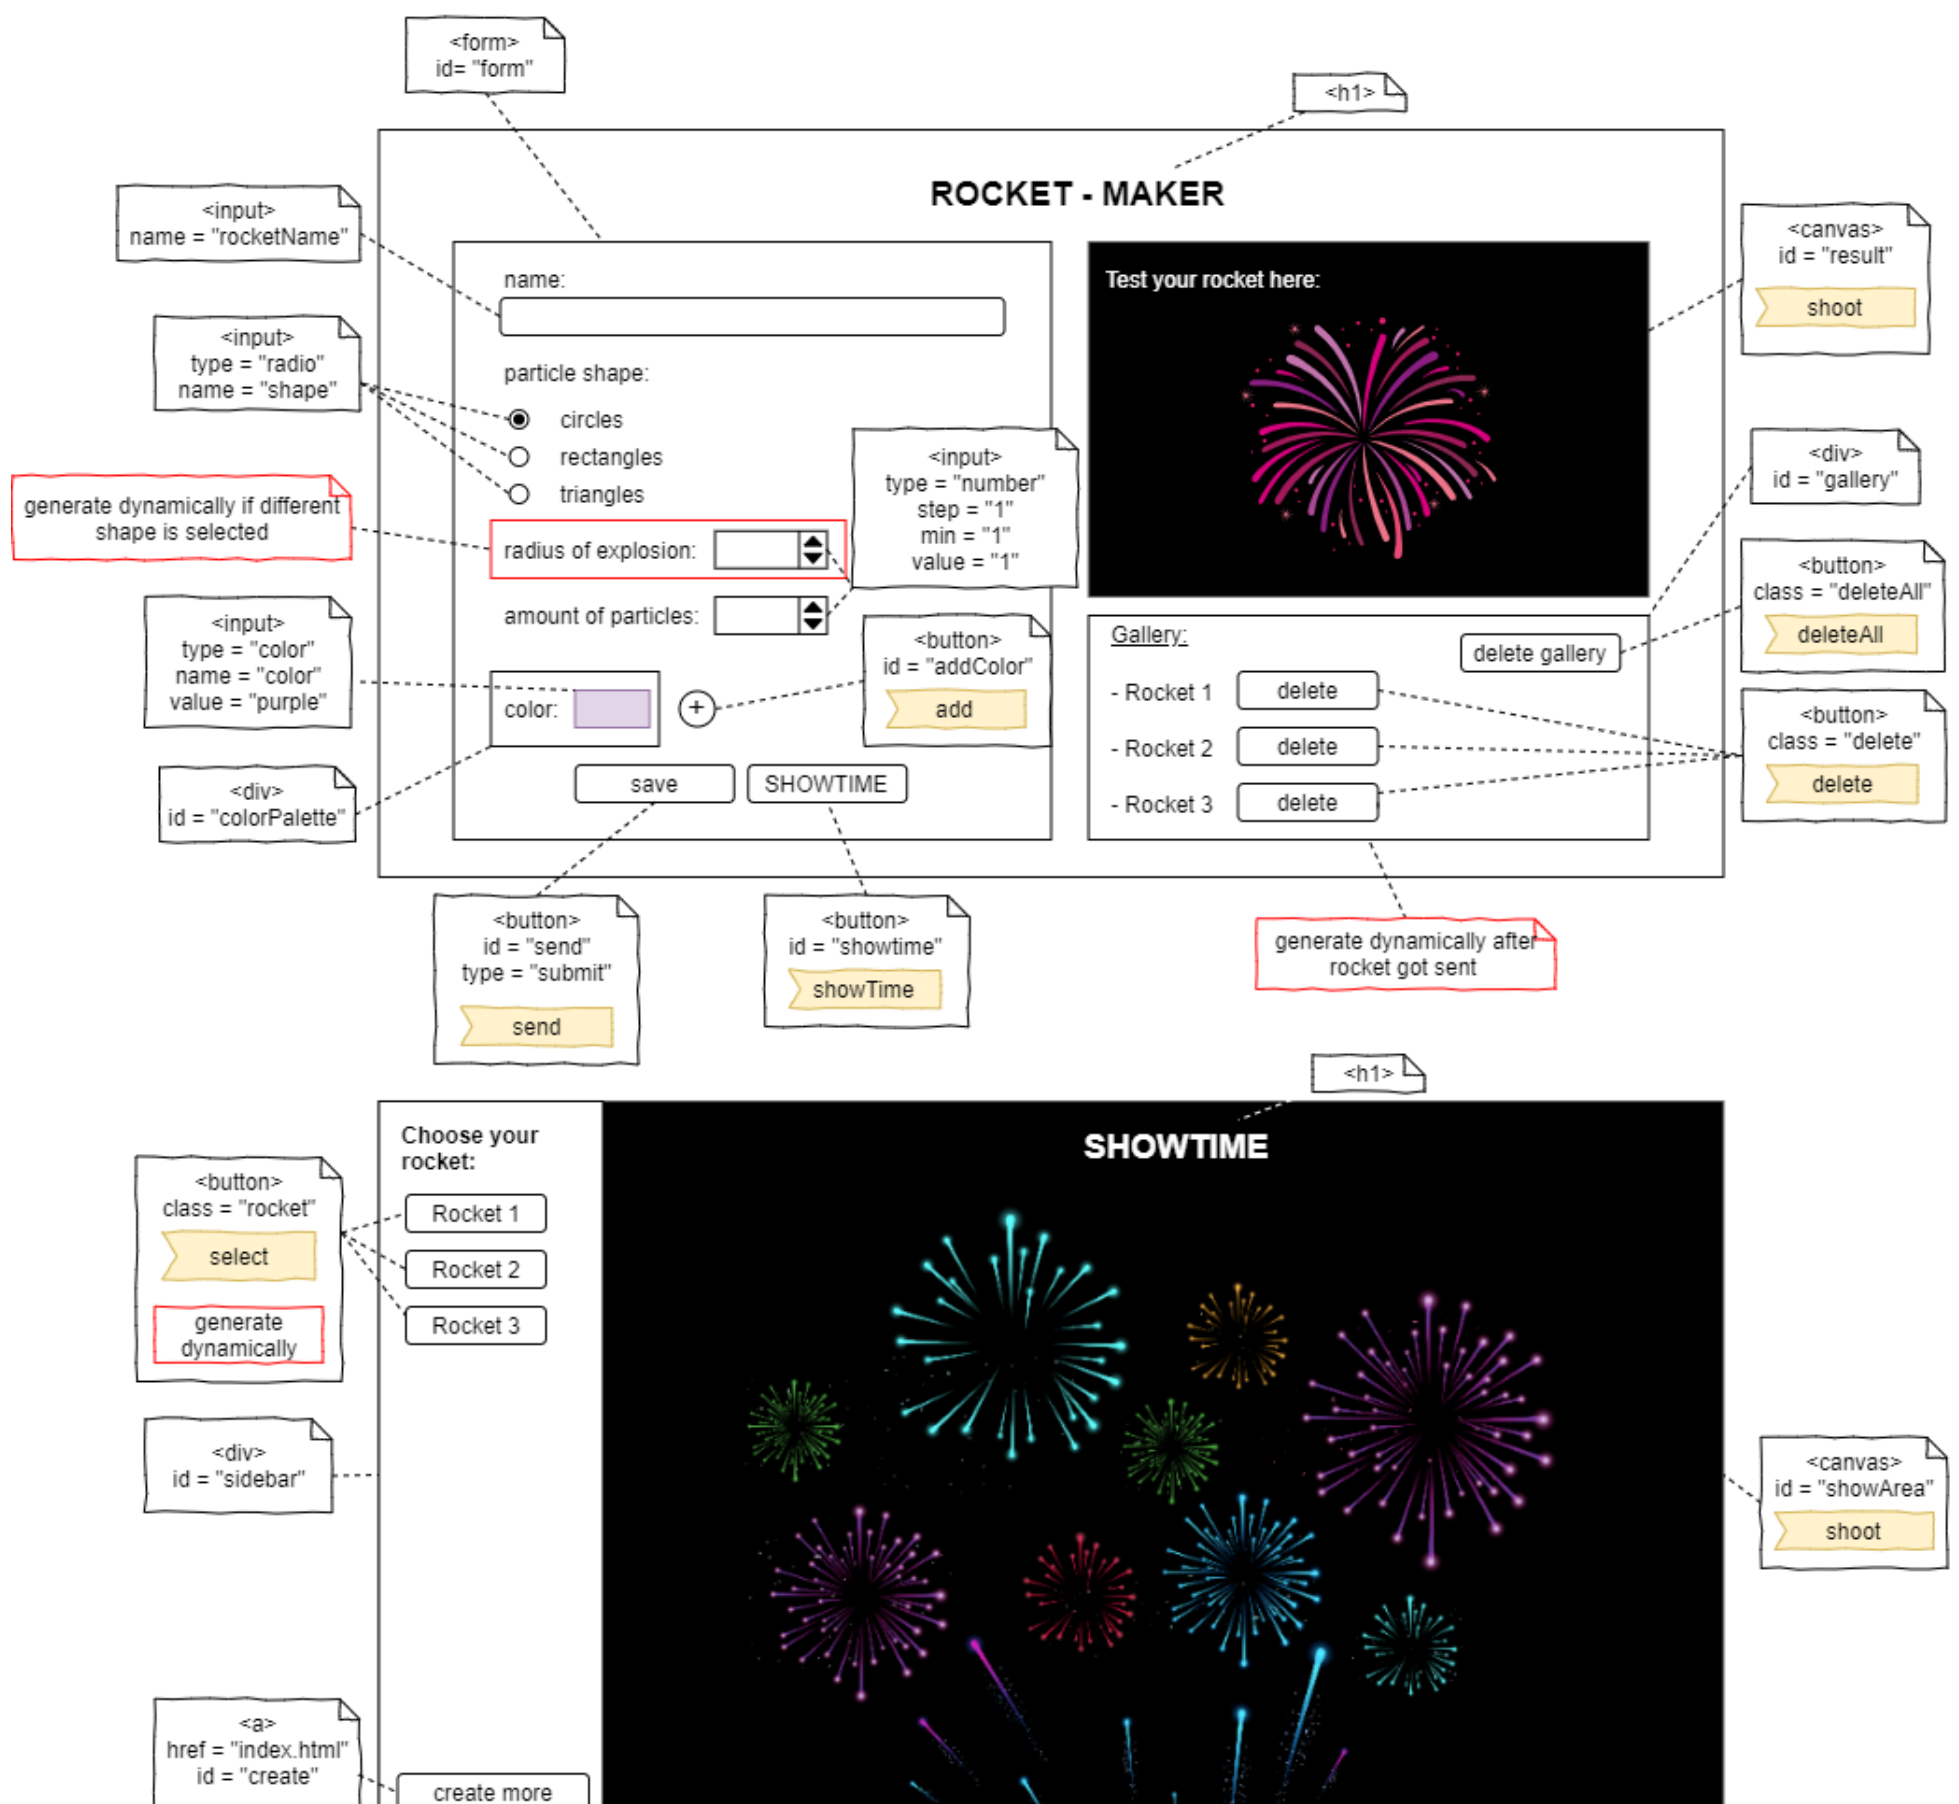 <form>
id= "form"
<h1>
ROCKET - MAKER
<input>
name = "rocketName"
name:
Test your rocket here:
<canvas>
id = "result"
shoot
<input>
type = "radio"
name = "shape"
particle shape:
circles
rectangles
triangles
generate dynamically if different
shape is selected
radius of explosion:
<input>
type = "number"
step = "1"
min = "1"
value = "1"
<div>
id = "gallery"
<button>
class = "deleteAll"
deleteAll
<input>
type = "color"
name = "color"
value = "purple"
amount of particles:
<button>
id = "addColor"
add
color:
+
Gallery:
delete gallery
- Rocket 1
delete
- Rocket 2
delete
- Rocket 3
delete
<button>
class = "delete"
delete
<div>
id = "colorPalette"
save
SHOWTIME
<button>
id = "send"
type = "submit"
send
<button>
id = "showtime"
showTime
generate dynamically after
rocket got sent
<h1>
Choose your
rocket:
SHOWTIME
<button>
class = "rocket"
select
generate
dynamically
Rocket 1
Rocket 2
Rocket 3
<div>
id = "sidebar"
<canvas>
id = "showArea"
shoot
<a>
href = "index.html"
id = "create"
create more